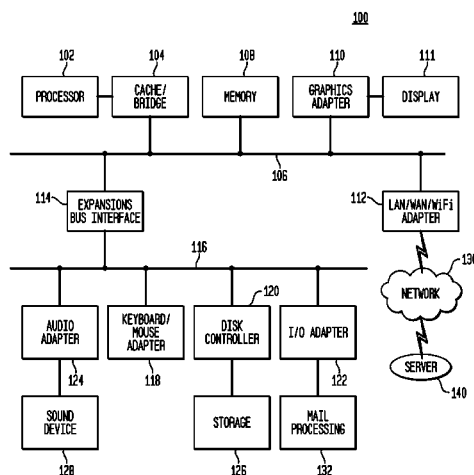 100
102
104
108
110
111
PROCESSOR
CACHE/
BRIDGE
MEMORY
GRAPHICS
ADAPTER
DISPLAY
106
114
EXPANSIONS
BUS INTERFACE
112
LAN/WAN/WiFi
ADAPTER
116
130
NETWORK
120
AUDIO
ADAPTER
KEYBOARD/
MOUSE
ADAPTER
DISK
CONTROLLER
I/O ADAPTER
124
118
122
SERVER
140
SOUND
DEVICE
STORAGE
MAIL
PROCESSING
128
126
132